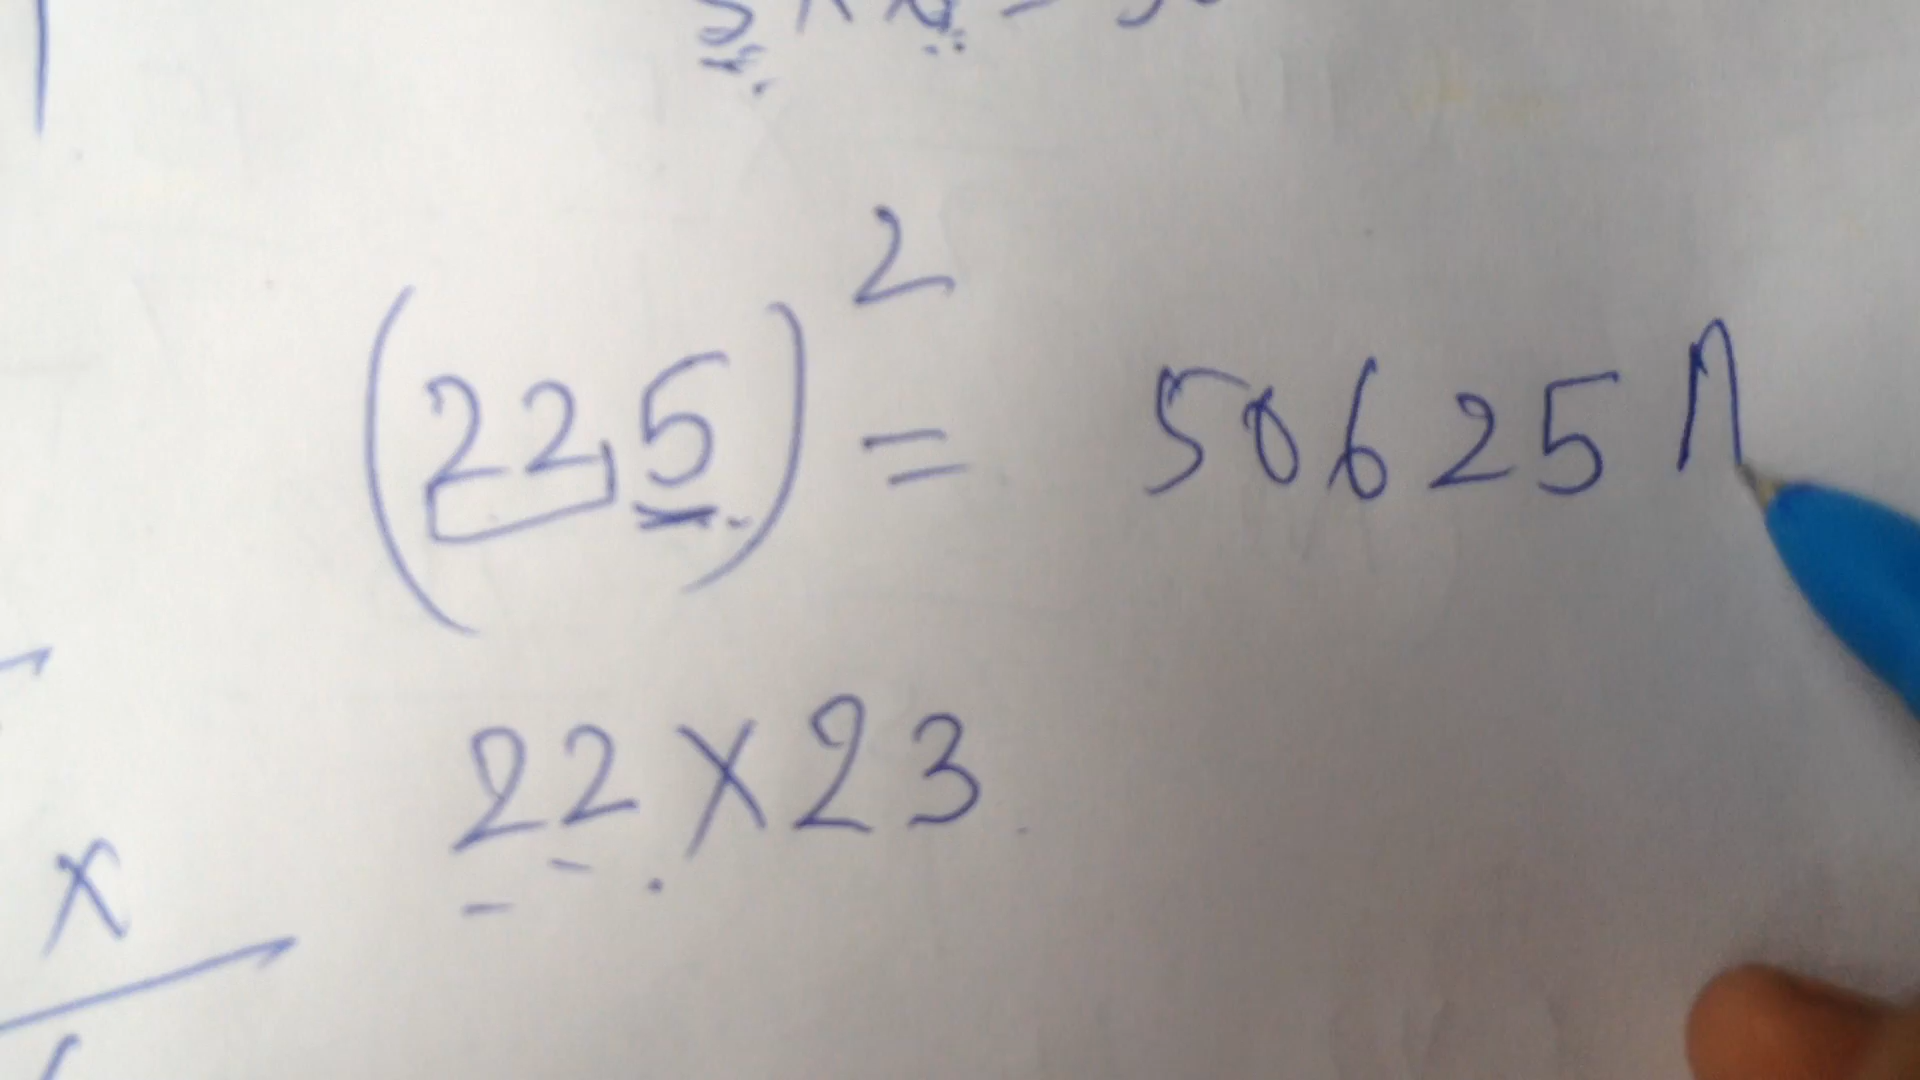 (225)² = 50625
22 X 23
X